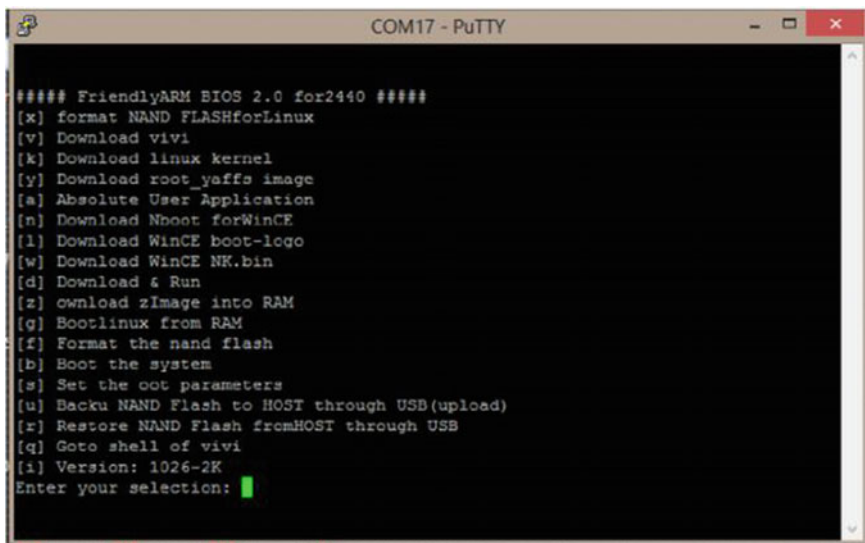 COM17 - PuTTY
##### FriendlyARM BIOS 2.0 for2440 #####
[x] format NAND FLASHforLinux
[v] Download vivi
[k] Download linux kernel
[y] Download root_yaffs image
[a] Absolute User Application
[n] Download Nboot forWinCE
[l] Download WinCE boot-logo
[w] Download WinCE NK.bin
[d] Download & Run
[z] ownload zImage into RAM
[g] Bootlinux from RAM
[f] Format the nand flash
[b] Boot the system
[s] Set the oot parameters
[u] Backu NAND Flash to HOST through USB(upload)
[r] Restore NAND Flash fromHOST through USB
[q] Goto shell of vivi
[i] Version: 1026-2K
Enter your selection: